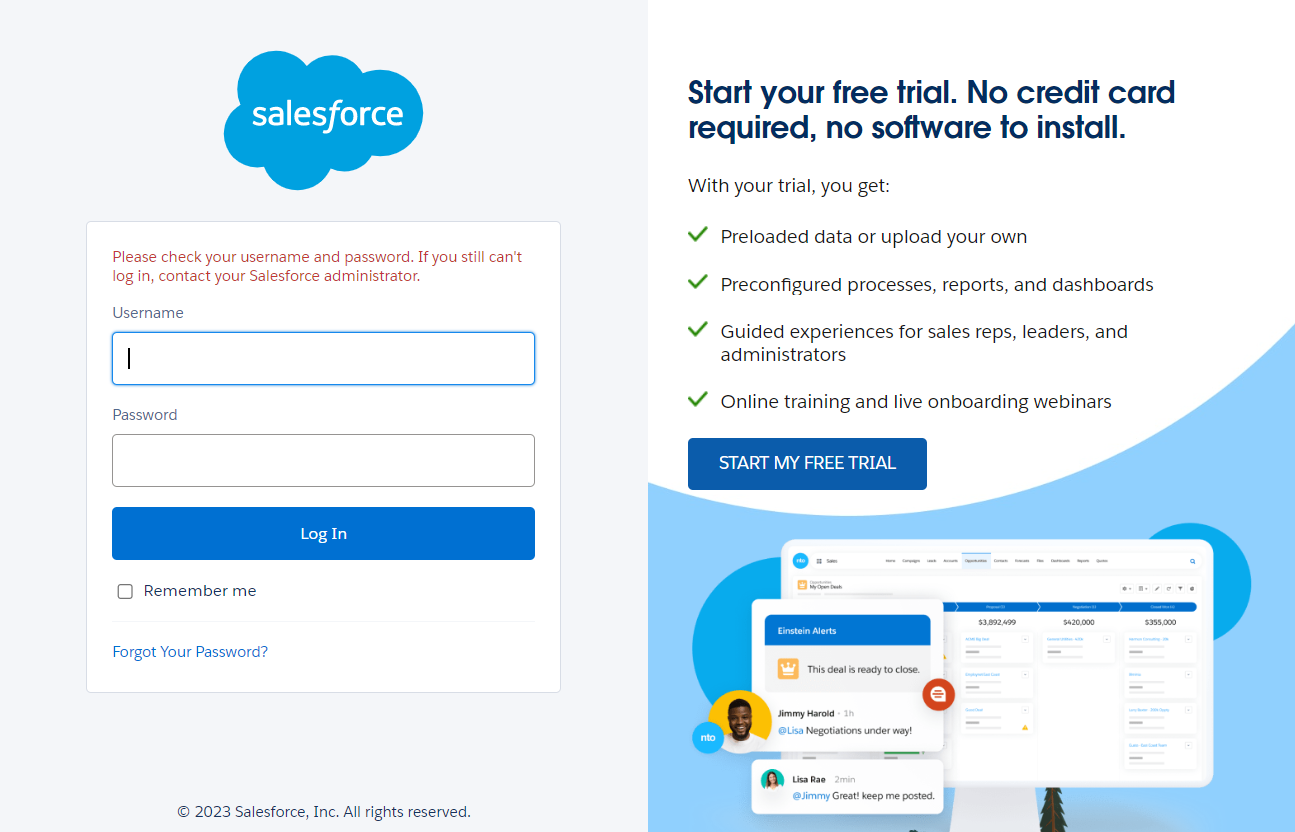 salesforce
Please check your username and password. If you still can't
log in, contact your Salesforce administrator.
Username
Password
Log In
Remember me
Forgot Your Password?
© 2023 Salesforce, Inc. All rights reserved.
Start your free trial. No credit card
required, no software to install.
With your trial, you get:
Preloaded data or upload your own
Preconfigured processes, reports, and dashboards
Guided experiences for sales reps, leaders, and
administrators
Online training and live onboarding webinars
START MY FREE TRIAL
nto Sales Home Campaigns Leads Accounts Opportunities Contacts Forecasts Files Dashboards Reports Quotes
Opportunities
My Open Deals
$3,892,499 $420,000 $355,000
Einstein Alerts
This deal is ready to close.
Jimmy Harold · 1h
@Lisa Negotiations under way!
nto
Lisa Rae 2min
@Jimmy Great! keep me posted.